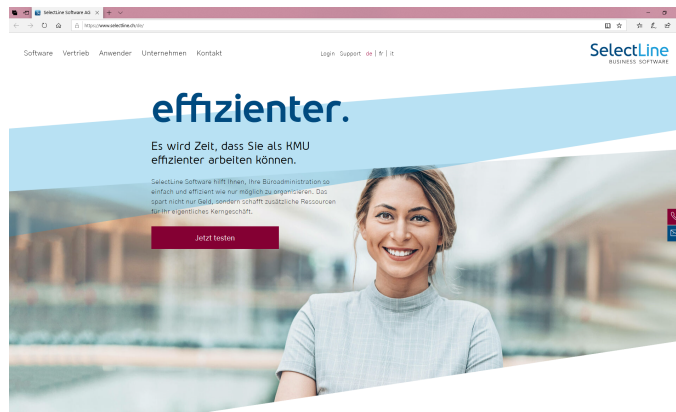 SelectLine Software AG
https://www.selectline.ch/de/
Software Vertrieb Anwender Unternehmen Kontakt
Login Support de | fr | it
SelectLine
BUSINESS SOFTWARE
effizienter.
Es wird Zeit, dass Sie als KMU
effizienter arbeiten können.
SelectLine Software hilft Ihnen, Ihre Büroadministration so
einfach und effizient wie nur möglich zu organisieren. Das
spart nicht nur Geld, sondern schafft zusätzliche Ressourcen
für Ihr eigentliches Kerngeschäft.
Jetzt testen